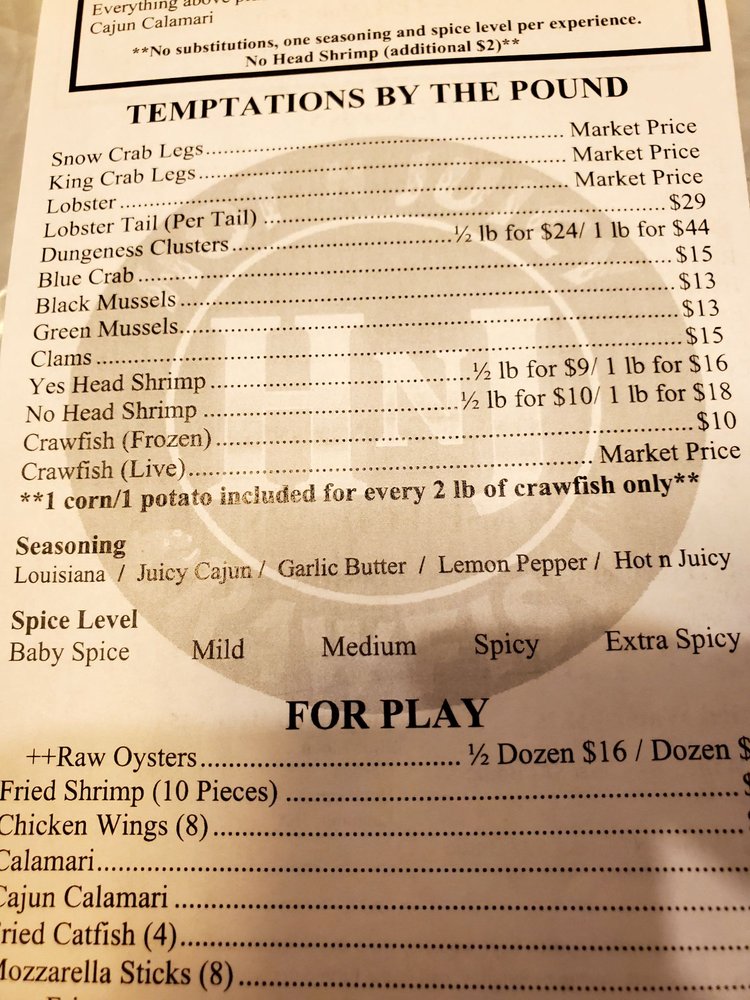 Everything above
Cajun Calamari
**No substitutions, one seasoning and spice level per experience.
No Head Shrimp (additional $2)**
TEMPTATIONS BY THE POUND
Snow Crab Legs........ Market Price
King Crab Legs........ Market Price
Lobster........ Market Price
Lobster Tail (Per Tail)........$29
Dungeness Clusters........½ lb for $24/ 1 lb for $44
Blue Crab........$15
Black Mussels........$13
Green Mussels........$13
Clams........$15
Yes Head Shrimp........½ lb for $9/ 1 lb for $16
No Head Shrimp........½ lb for $10/ 1 lb for $18
Crawfish (Frozen)........$10
Crawfish (Live)........ Market Price
**1 corn/1 potato included for every 2 lb of crawfish only**
Seasoning
Louisiana / Juicy Cajun / Garlic Butter / Lemon Pepper / Hot n Juicy
Spice Level
Baby Spice Mild Medium Spicy Extra Spicy
FOR PLAY
++Raw Oysters........ ½ Dozen $16 / Dozen $
Fried Shrimp (10 Pieces)........
Chicken Wings (8)........
Calamari........
Cajun Calamari........
ried Catfish (4)........
Mozzarella Sticks (8)........